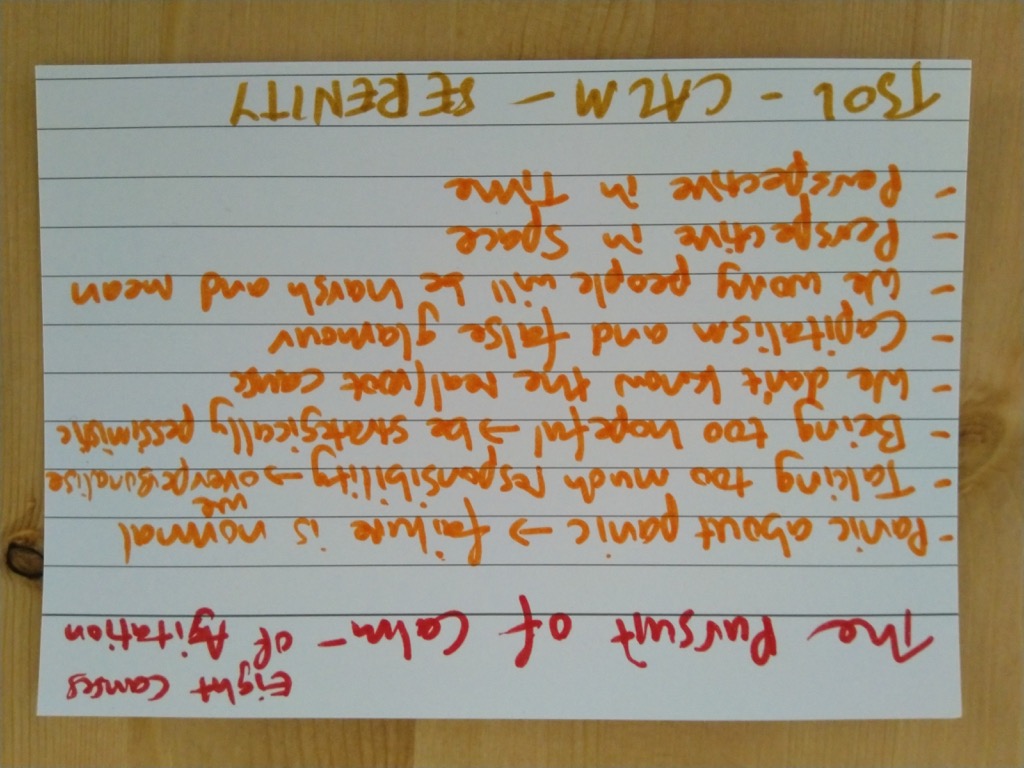 The Pursuit of Calm - Eight Causes of Agitation
- Panic about panic → failure is normal
- Taking too much responsibility → we overpersonalise
- Being too hopeful → be strategically pessimistic
- We don't know the real/root cause
- Capitalism and false glamour
- We worry people will be harsh and mean
- Perspective in Space
- Perspective in Time
TSOL - CALM - SERENITY